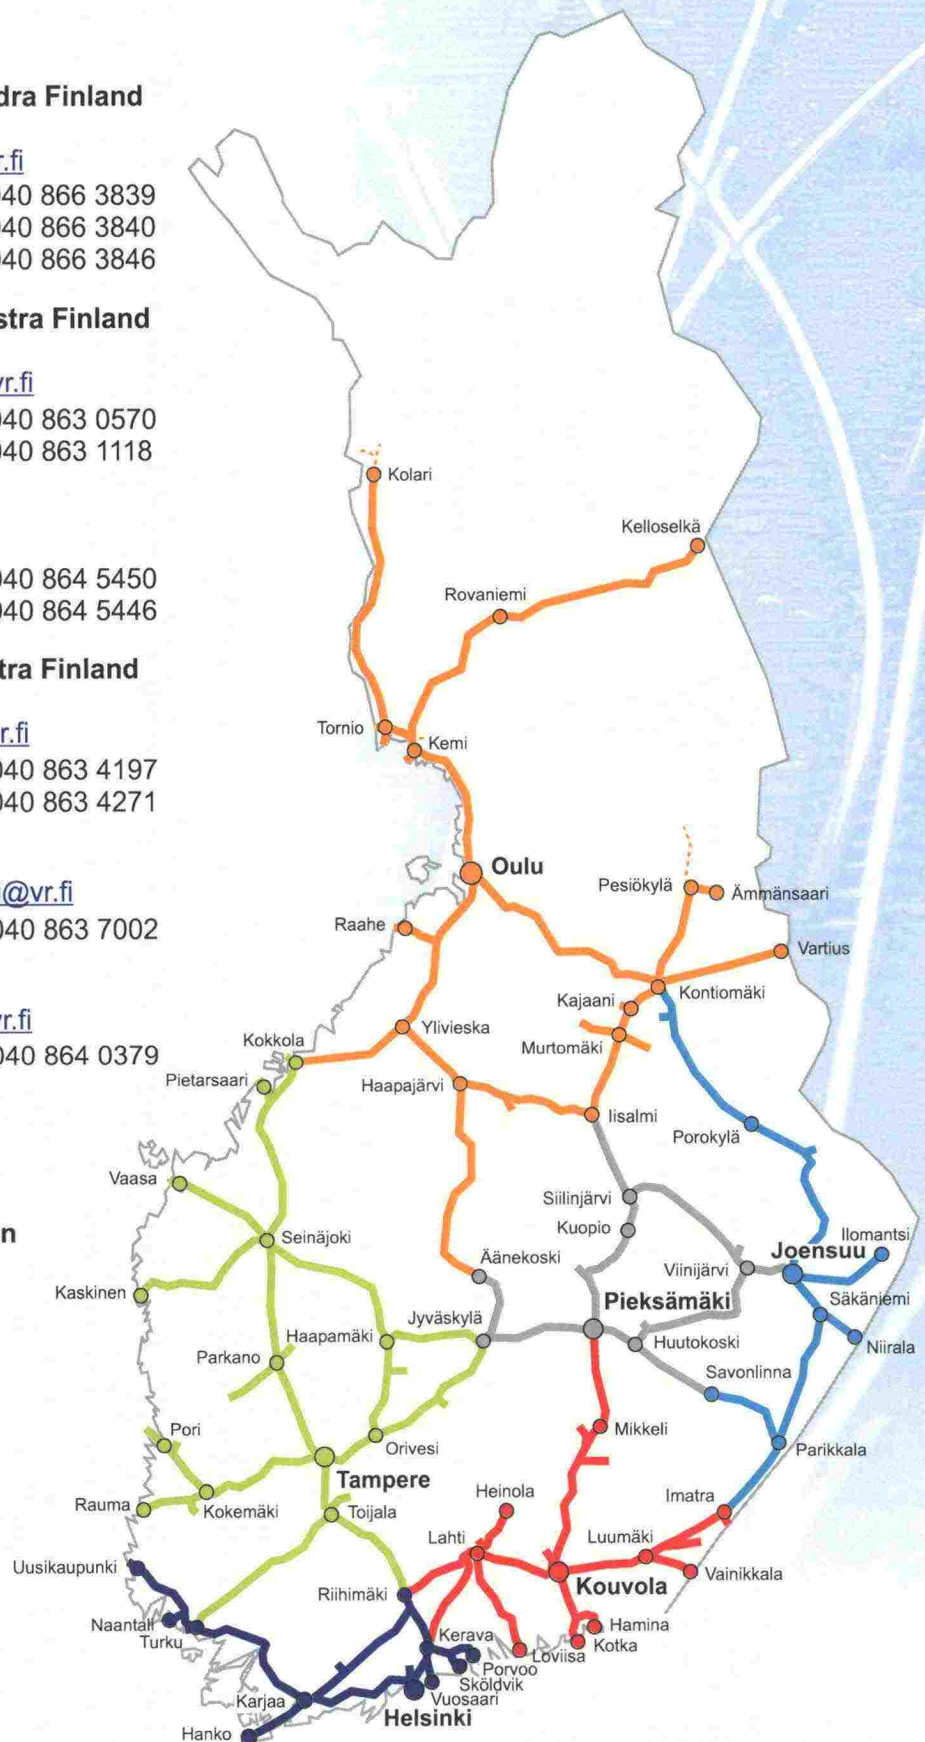 dra Finland
r.fi
040 866 3839
040 866 3840
040 866 3846
stra Finland
vr.fi
040 863 0570
040 863 1118
040 864 5450
040 864 5446
tra Finland
r.fi
040 863 4197
040 863 4271
i@vr.fi
040 863 7002
vr.fi
040 864 0379
n
Kolari
Kelloselkä
Rovaniemi
Tornio
Kemi
Oulu
Pesiökylä
Ämmänsaari
Raahe
Vartius
Kontiomäki
Kajaani
Ylivieska
Kokkola
Murtomäki
Pietarsaari
Haapajärvi
Iisalmi
Porokylä
Vaasa
Siilinjärvi
Kuopio
Seinäjoki
Ilomantsi
Joensuu
Äänekoski
Viinijärvi
Kaskinen
Pieksämäki
Säkäniemi
Jyväskylä
Haapamäki
Huutokoski
Niirala
Parkano
Savonlinna
Pori
Mikkeli
Orivesi
Parikkala
Tampere
Heinola
Imatra
Rauma
Kokemäki
Toijala
Lahti
Luumäki
Uusikaupunki
Vainikkala
Kouvola
Riihimäki
Naantali
Hamina
Turku
Kerava
Kotka
Loviisa
Porvoo
Sköldvik
Karjaa
Vuosaari
Helsinki
Hanko